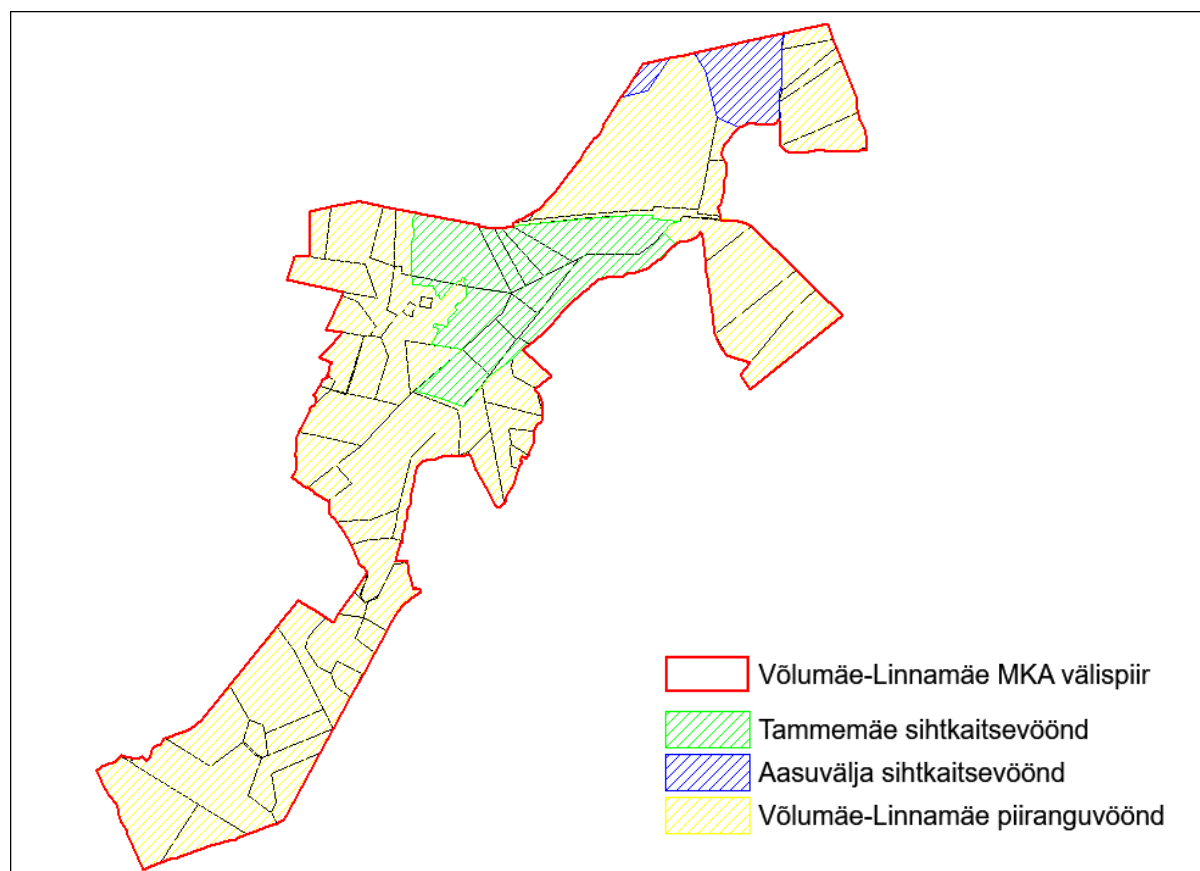 Võlumäe-Linnamäe MKA välispiir
Tammemäe sihtkaitsevöönd
Aasuvälja sihtkaitsevöönd
Võlumäe-Linnamäe piiranguvöönd